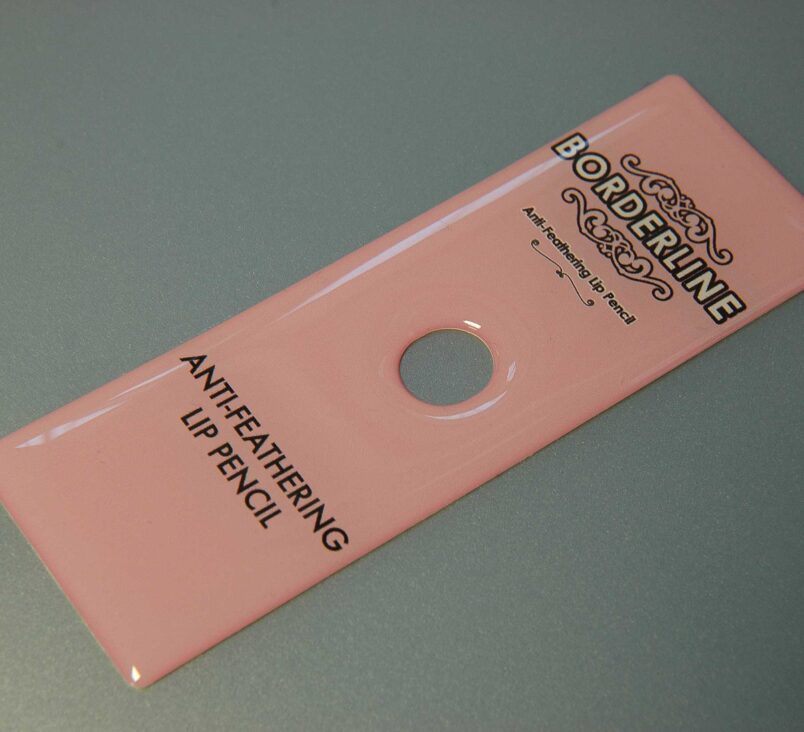 BORDERLINE
Anti-Feathering Lip Pencil
ANTI-FEATHERING
LIP PENCIL